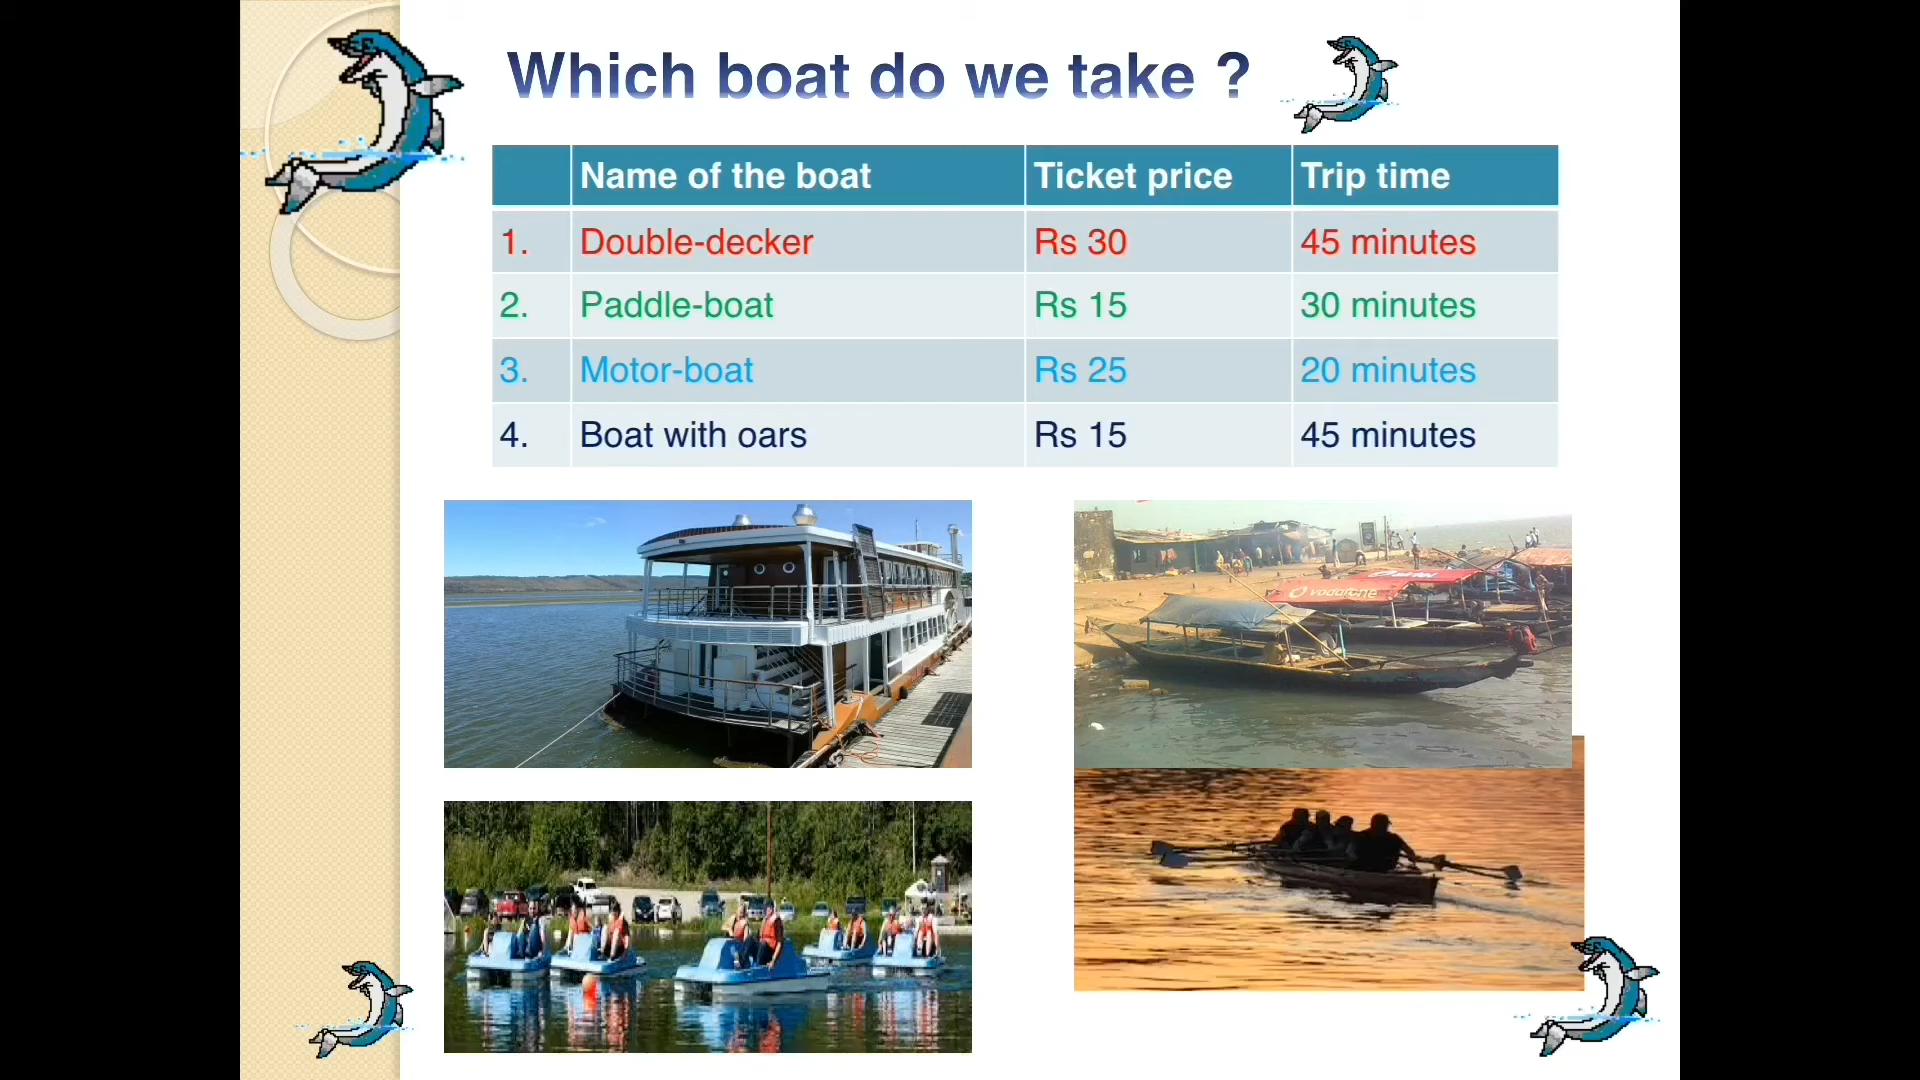 Which boat do we take ?
Name of the boat Ticket price Trip time
1. Double-decker Rs 30 45 minutes
2. Paddle-boat Rs 15 30 minutes
3. Motor-boat Rs 25 20 minutes
4. Boat with oars Rs 15 45 minutes
vodafone